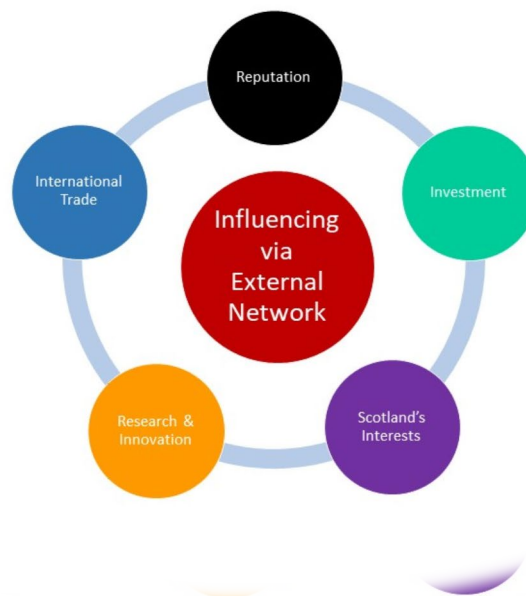 Reputation
International
Trade
Investment
Influencing
via
External
Network
Research &
Innovation
Scotland's
Interests